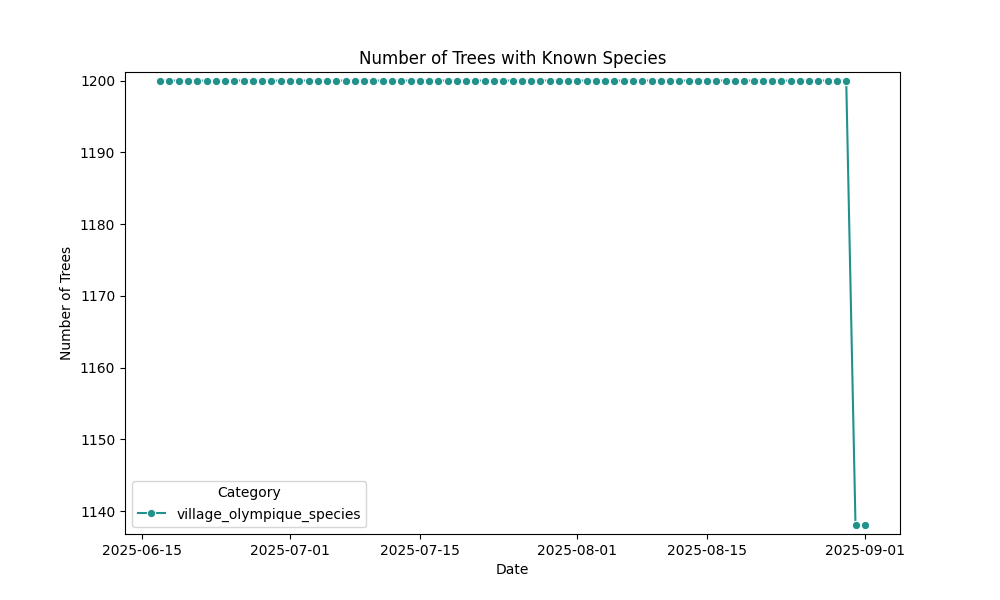 Number of Trees with Known Species
Number of Trees
1200
1190
1180
1170
1160
1150
1140
Category
village_olympique_species
2025-06-15
2025-07-01
2025-07-15
2025-08-01
2025-08-15
2025-09-01
Date